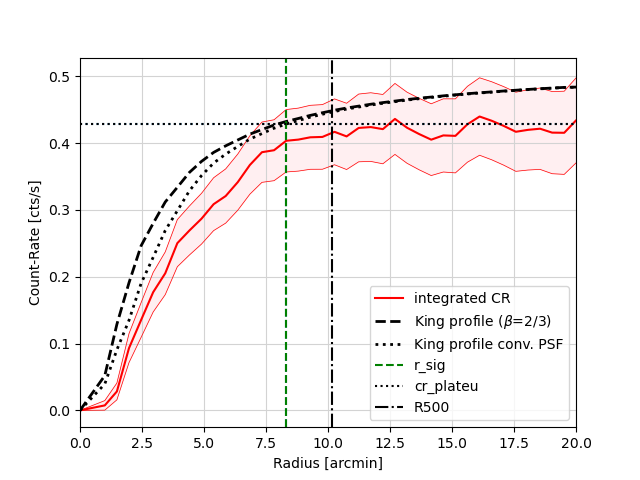 0.5
0.4
0.3
0.2
0.1
0.0
Count-Rate [cts/s]
integrated CR
King profile (β=2/3)
King profile conv. PSF
r_sig
cr_plateu
R500
0.0 2.5 5.0 7.5 10.0 12.5 15.0 17.5 20.0
Radius [arcmin]